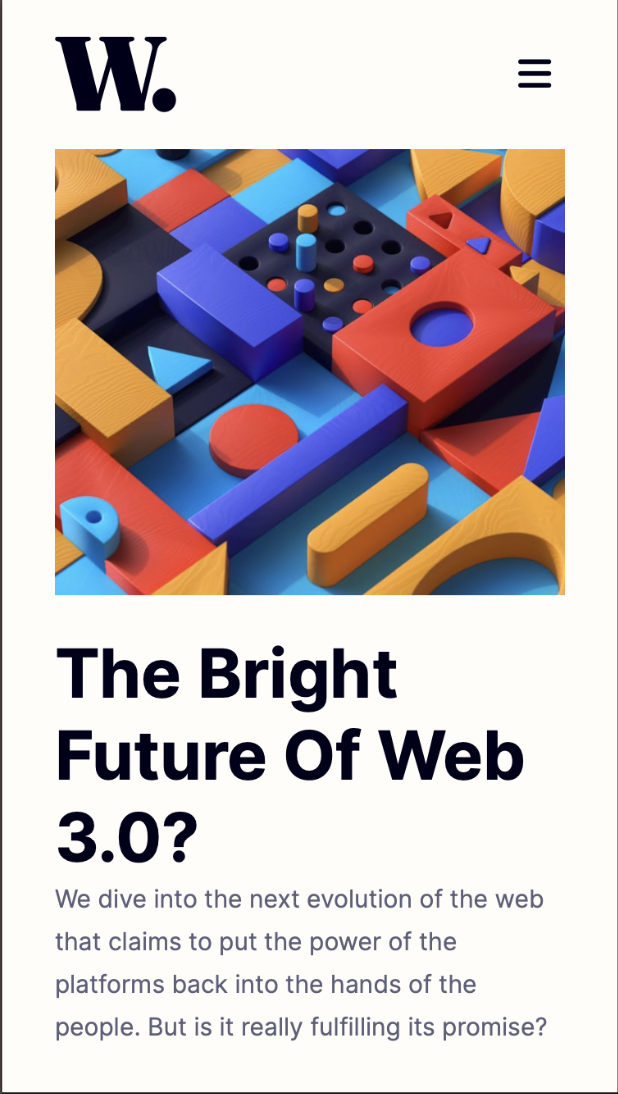 W.
The Bright
Future Of Web
3.0?
We dive into the next evolution of the web
that claims to put the power of the
platforms back into the hands of the
people. But is it really fulfilling its promise?